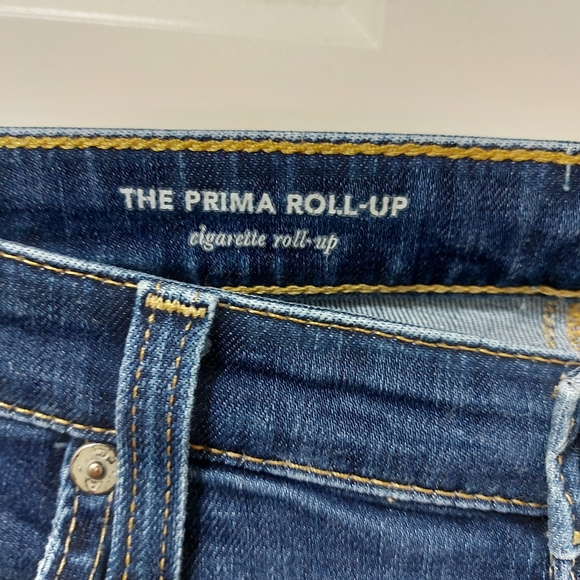 THE PRIMA ROLL-UP
cigarette roll-up